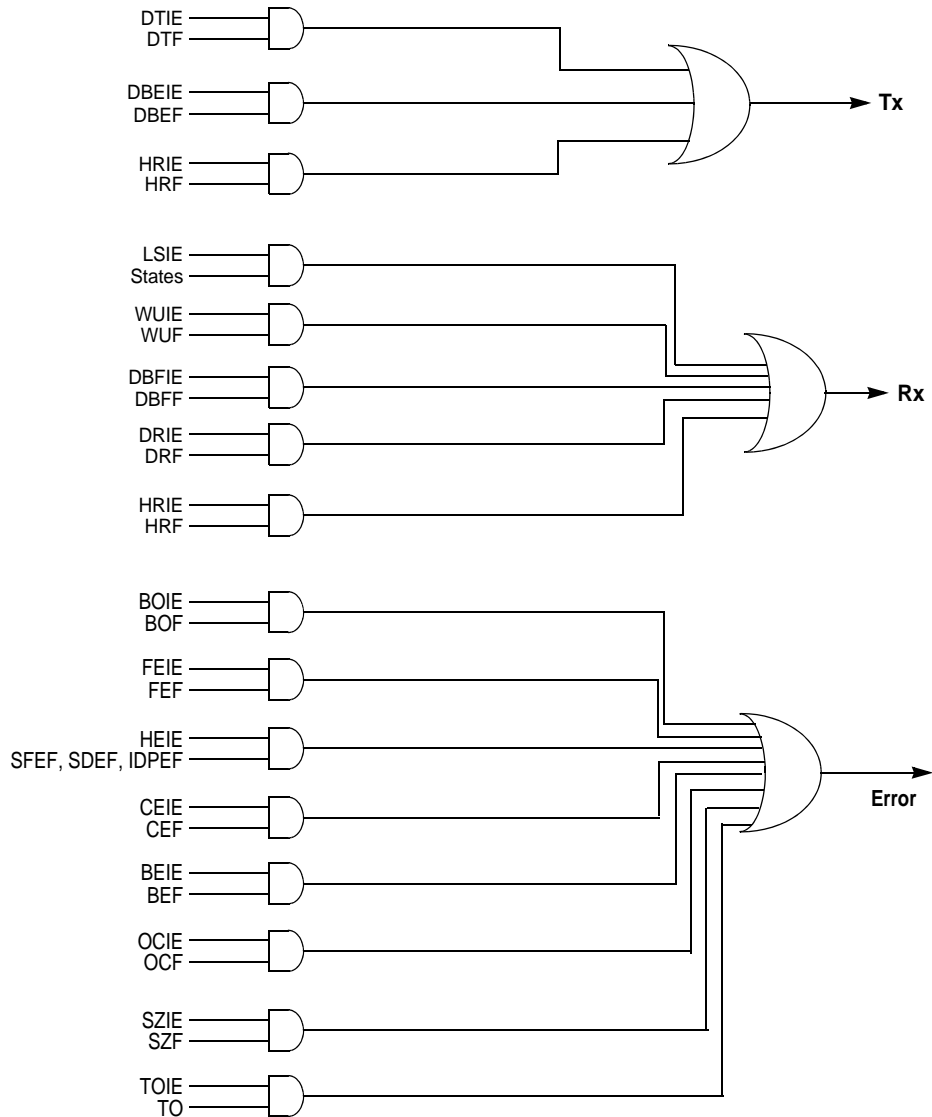 DTIE
DTF
DBEIE
DBEF
HRIE
HRF
Tx
LSIE
States
WUIE
WUF
DBFIE
DBFF
DRIE
DRF
HRIE
HRF
Rx
BOIE
BOF
FEIE
FEF
HEIE
SFEF, SDEF, IDPEF
CEIE
CEF
BEIE
BEF
OCIE
OCF
SZIE
SZF
TOIE
TO
Error